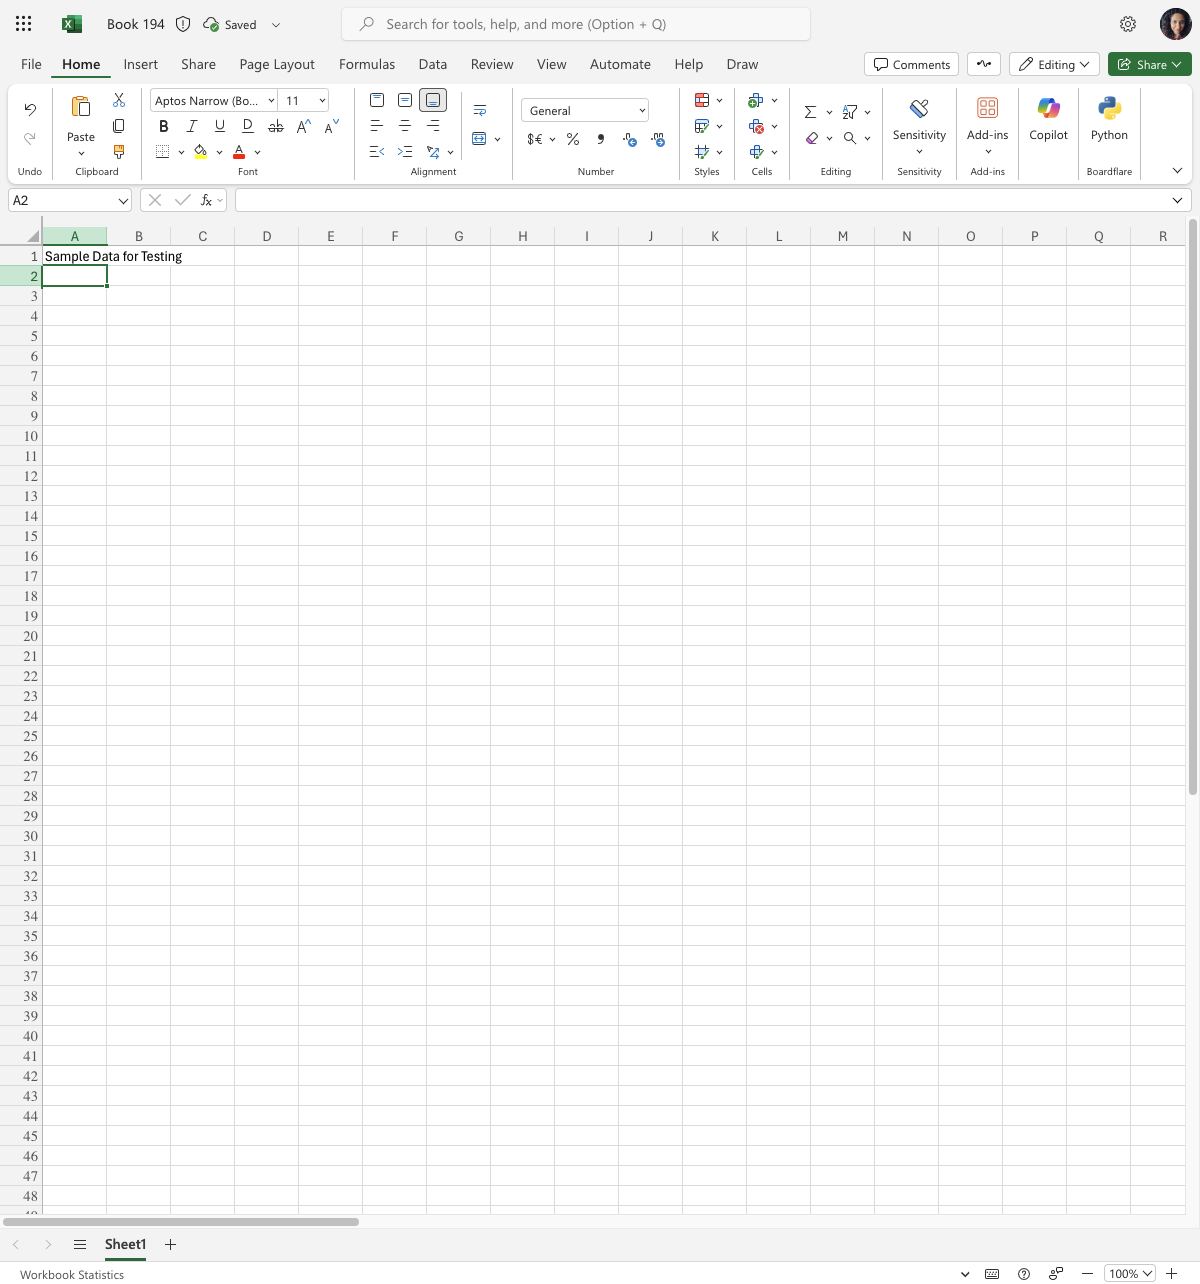 Book 194
Saved
Search for tools, help, and more (Option + Q)
File Home Insert Share Page Layout Formulas Data Review View Automate Help Draw
Comments Editing Share
Aptos Narrow (Bo... 11
General
Paste
B I U D ab A A
$€ % 9
Sensitivity Add-ins Copilot Python
Undo Clipboard Font Alignment Number Styles Cells Editing Sensitivity Add-ins Boardflare
A2 fx
A B C D E F G H I J K L M N O P Q R
1 Sample Data for Testing
2
3
4
5
6
7
8
9
10
11
12
13
14
15
16
17
18
19
20
21
22
23
24
25
26
27
28
29
30
31
32
33
34
35
36
37
38
39
40
41
42
43
44
45
46
47
48
Sheet1
Workbook Statistics 100%